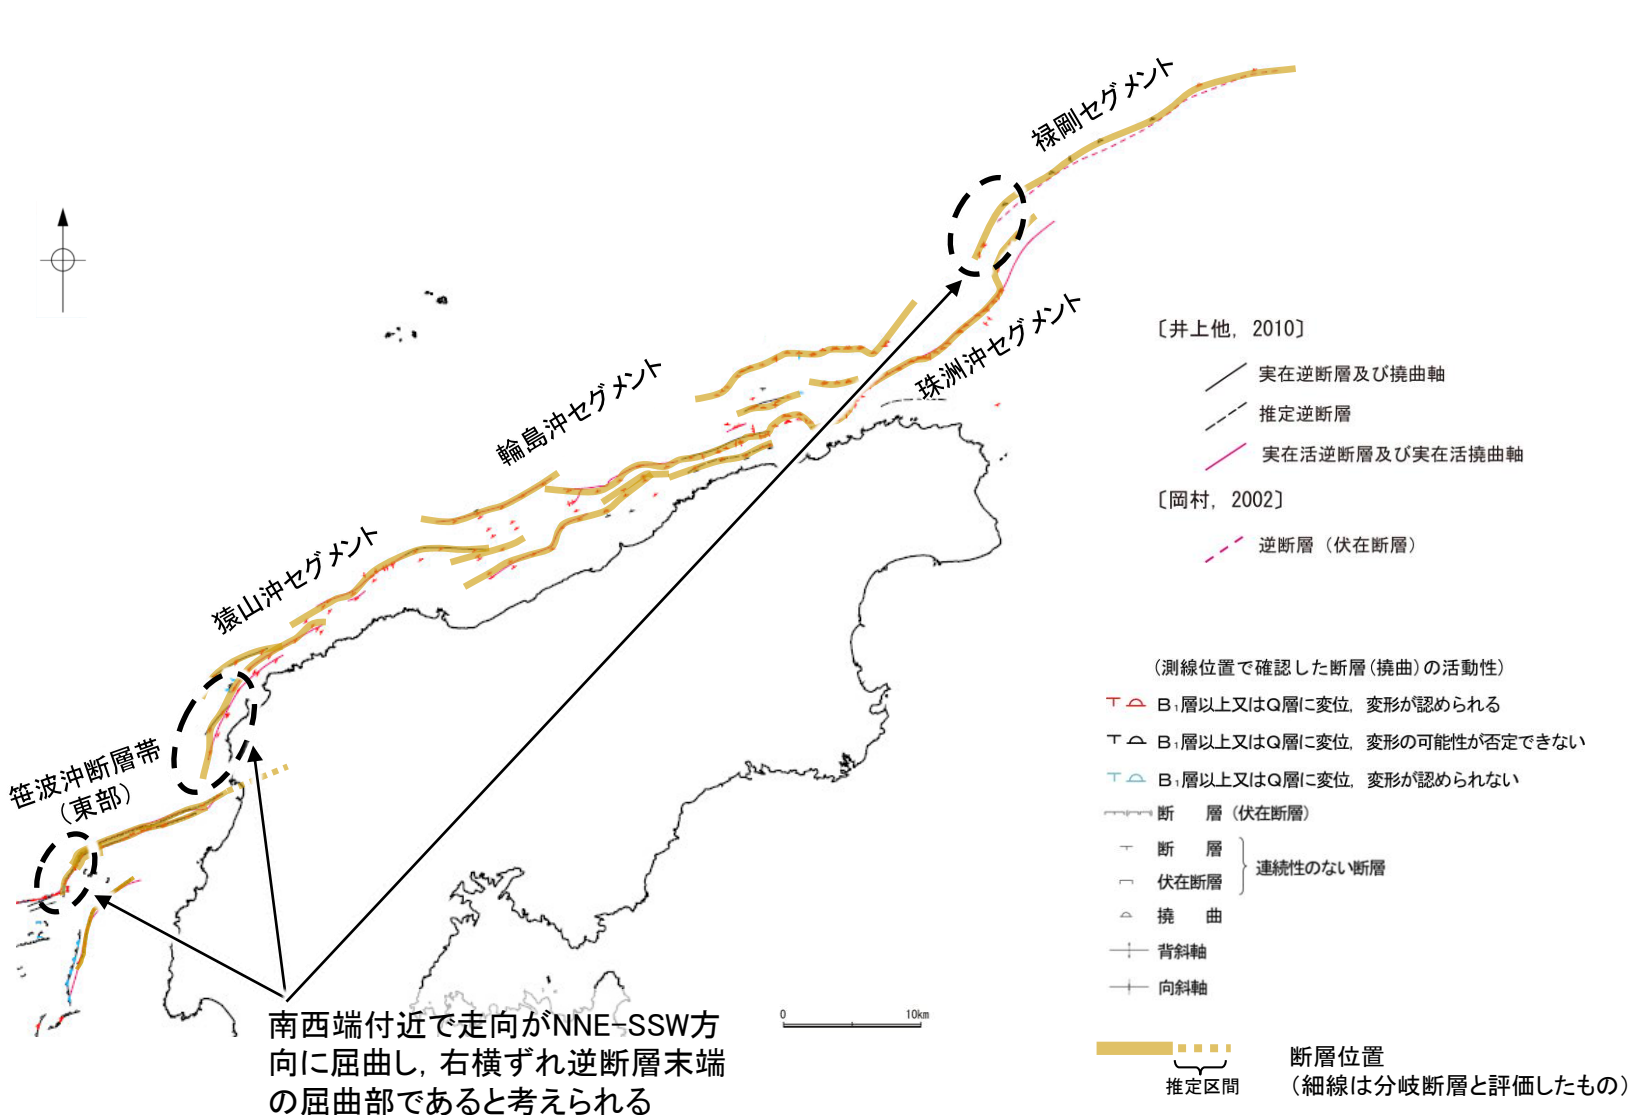 禄剛セグメント
珠洲沖セグメント
輪島沖セグメント
猿山沖セグメント
笹波沖断層帯
（東部）
南西端付近で走向がNNE-SSW方
向に屈曲し，右横ずれ逆断層末端
の屈曲部であると考えられる
0 10km
〔井上他，2010〕
実在逆断層及び撓曲軸
推定逆断層
実在活逆断層及び実在活撓曲軸
〔岡村，2002〕
逆断層（伏在断層）
（測線位置で確認した断層（撓曲）の活動性）
B₁層以上又はQ層に変位，変形が認められる
B₁層以上又はQ層に変位，変形の可能性が否定できない
B₁層以上又はQ層に変位，変形が認められない
断　層（伏在断層）
断　層
伏在断層
連続性のない断層
撓　曲
背斜軸
向斜軸
推定区間
断層位置
（細線は分岐断層と評価したもの）